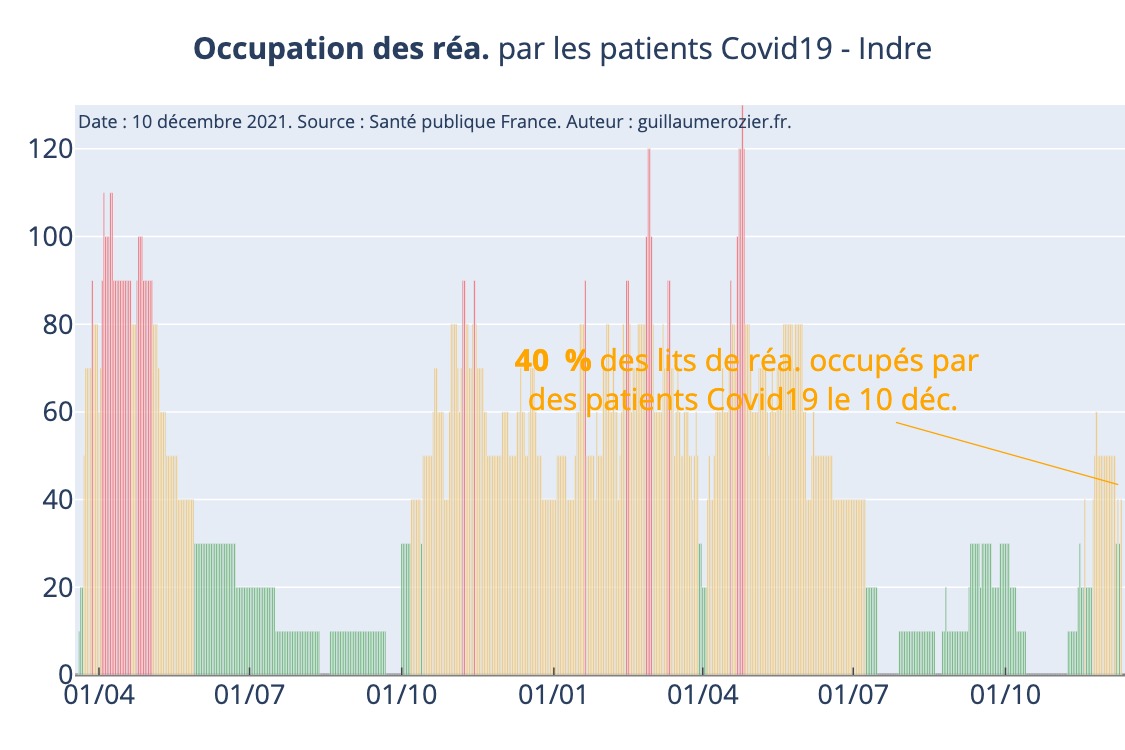 Occupation des réa. par les patients Covid19 - Indre
Date : 10 décembre 2021. Source : Santé publique France. Auteur : guillaumerozier.fr.
120
100
80
40  % des lits de réa. occupés par
des patients Covid19 le 10 déc.
60
40
20
0
01/04 01/07 01/10 01/01 01/04 01/07 01/10